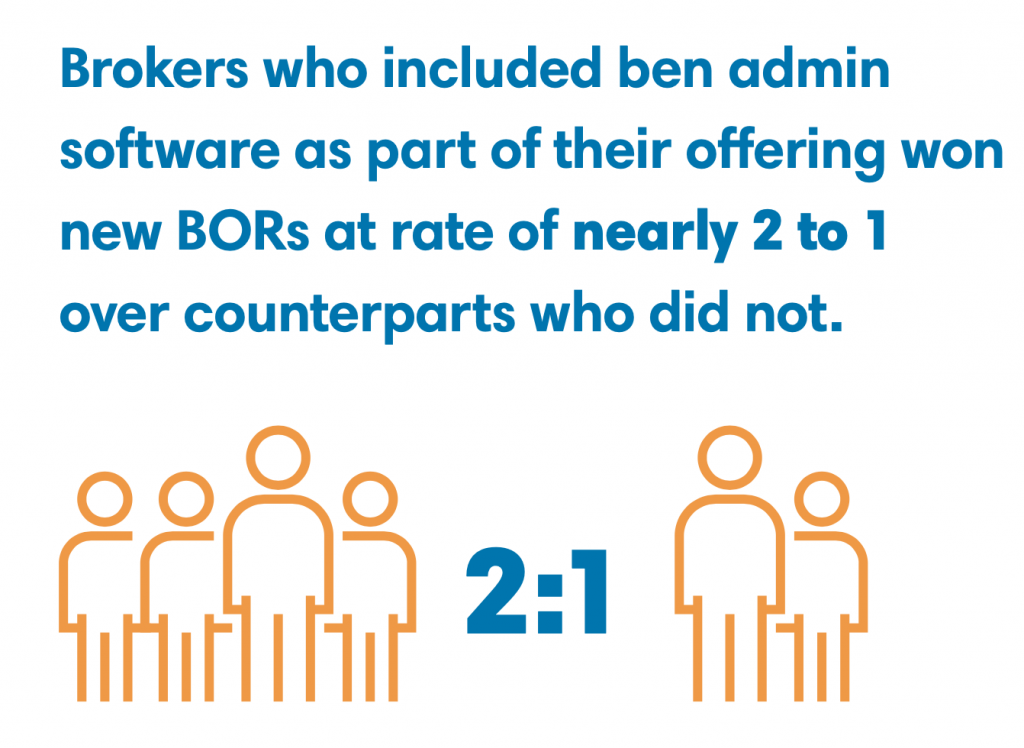 Brokers who included ben admin
software as part of their offering won
new BORs at rate of nearly 2 to 1
over counterparts who did not.
2:1